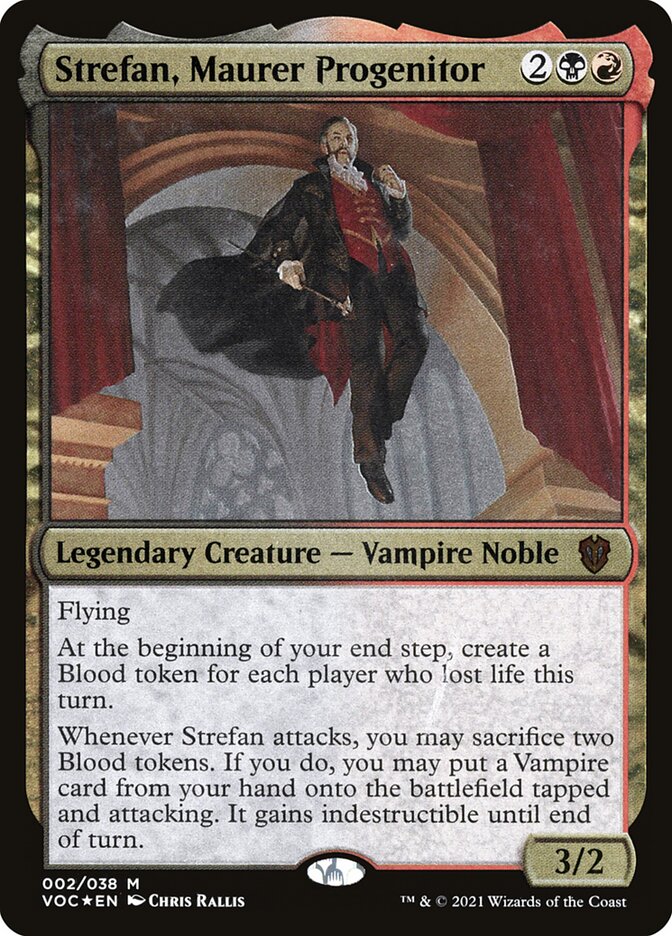 Strefan, Maurer Progenitor 2
Legendary Creature — Vampire Noble
Flying
At the beginning of your end step, create a
Blood token for each player who lost life this
turn.
Whenever Strefan attacks, you may sacrifice two
Blood tokens. If you do, you may put a Vampire
card from your hand onto the battlefield tapped
and attacking. It gains indestructible until end
of turn.
3/2
002/038 M
VOC★EN Chris Rallis
™ & © 2021 Wizards of the Coast